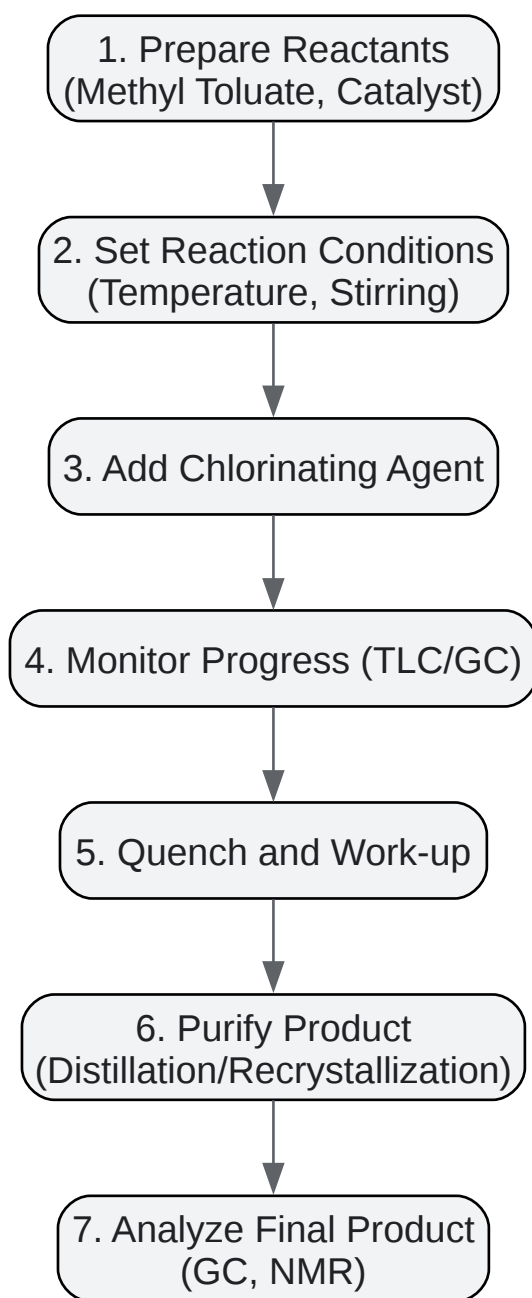 1. Prepare Reactants
(Methyl Toluate, Catalyst)
2. Set Reaction Conditions
(Temperature, Stirring)
3. Add Chlorinating Agent
4. Monitor Progress (TLC/GC)
5. Quench and Work-up
6. Purify Product
(Distillation/Recrystallization)
7. Analyze Final Product
(GC, NMR)